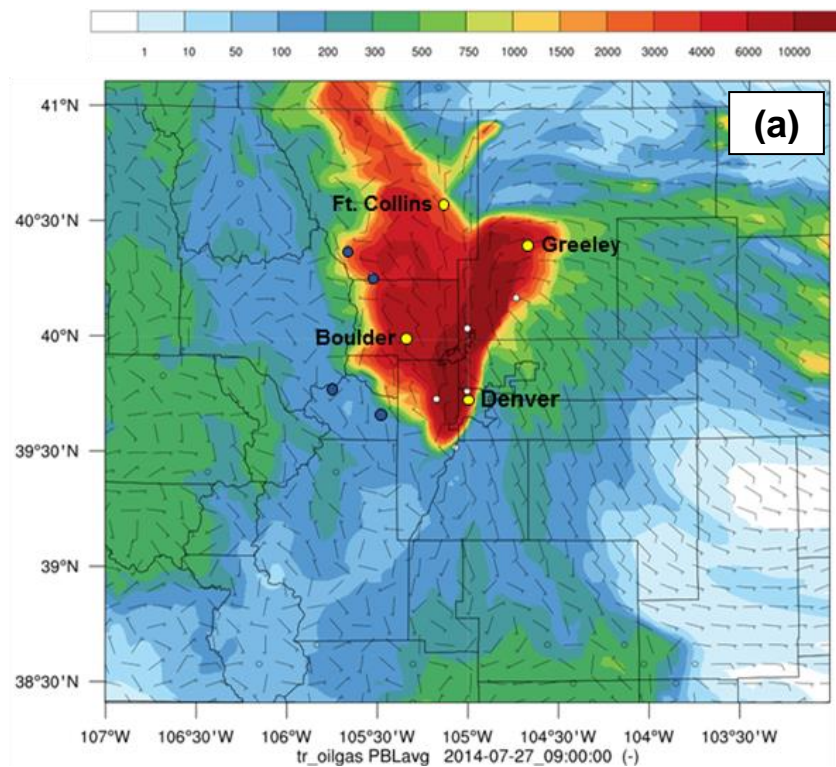 1 10 50 100 200 300 500 750 1000 1500 2000 3000 4000 6000 10000
(a)
41°N
40°30'N
Ft. Collins
Greeley
40°N
Boulder
Denver
39°30'N
39°N
38°30'N
107°W 106°30'W 106°W 105°30'W 105°W 104°30'W 104°W 103°30'W
tr_oilgas PBLavg 2014-07-27_09:00:00 (-)